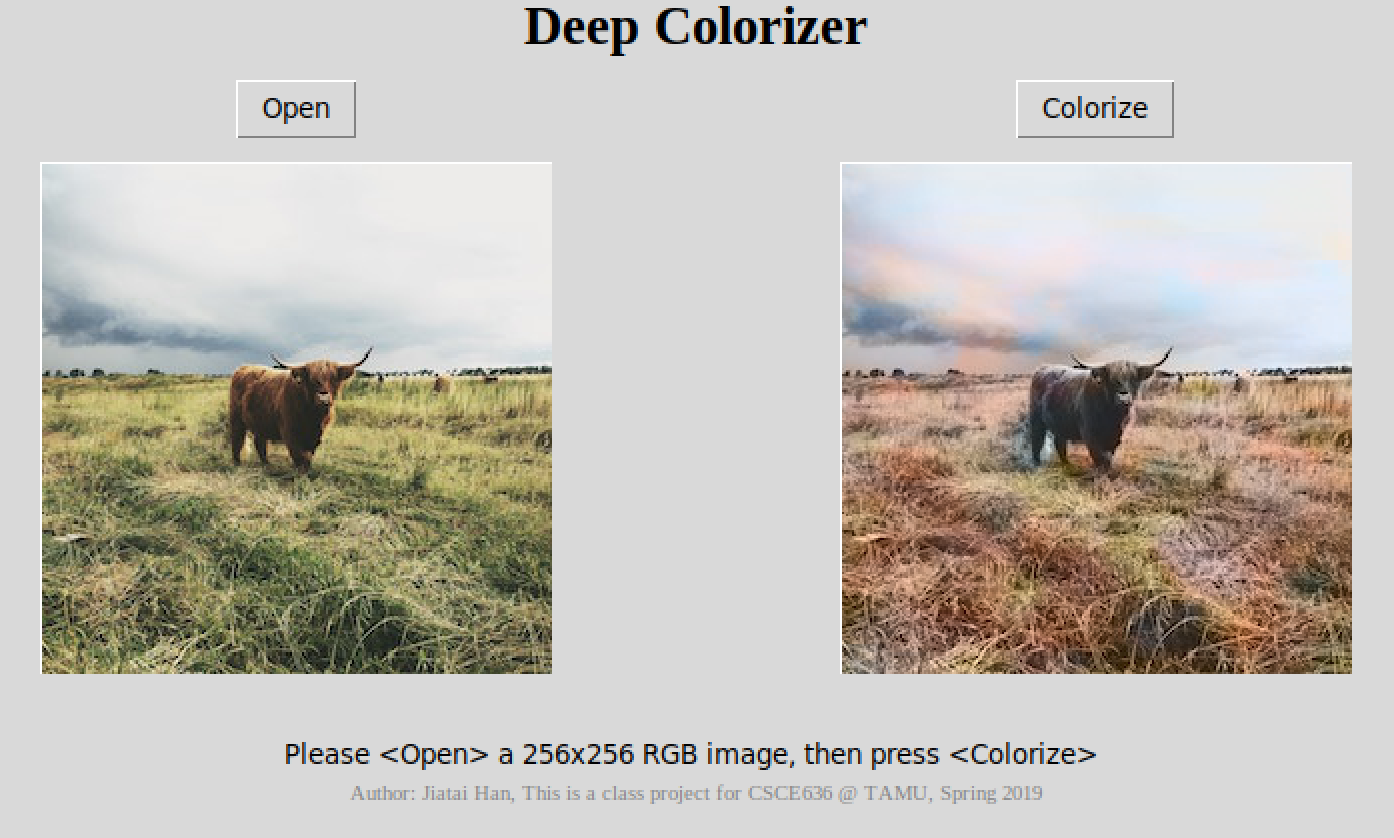 Deep Colorizer
Open
Colorize
Please <Open> a 256x256 RGB image, then press <Colorize>
Author: Jiatai Han, This is a class project for CSCE636 @ TAMU, Spring 2019